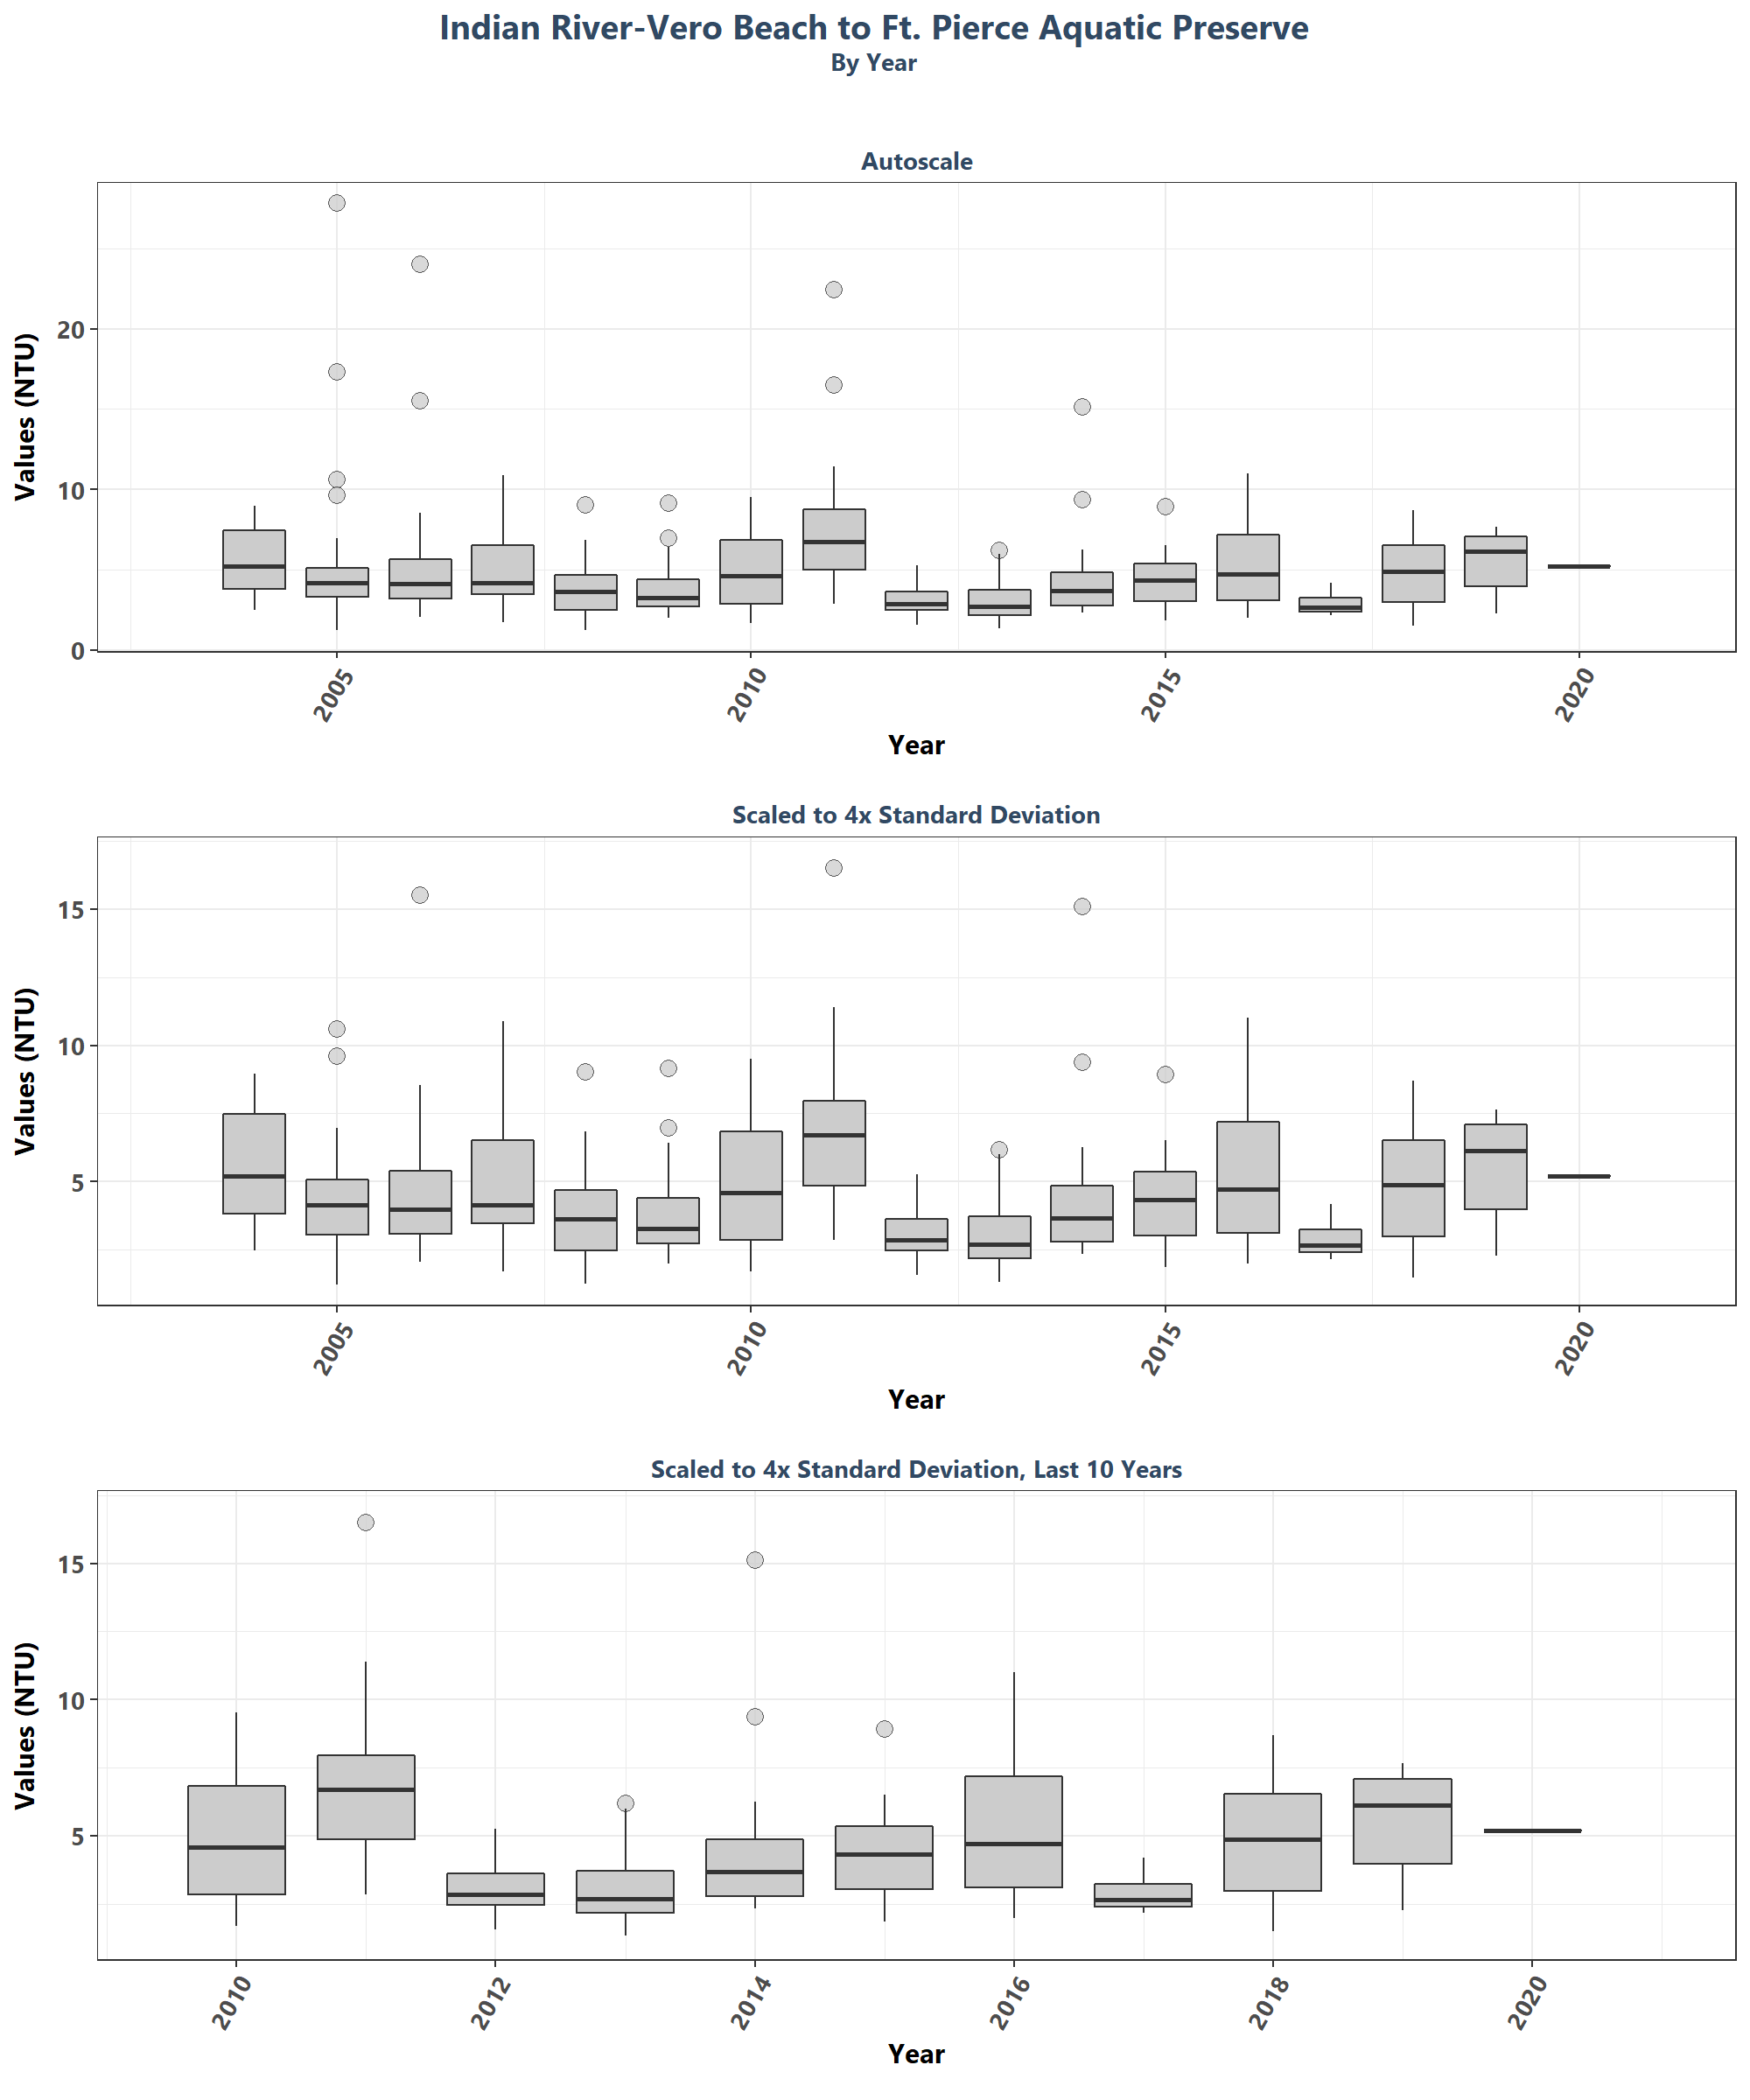 Indian River-Vero Beach to Ft. Pierce Aquatic Preserve
By Year
Autoscale
Values (NTU)
20
10
0
2005
2010
2015
2020
Year
Scaled to 4x Standard Deviation
Values (NTU)
15
10
5
2005
2010
2015
2020
Year
Scaled to 4x Standard Deviation, Last 10 Years
Values (NTU)
15
10
5
2010
2012
2014
2016
2018
2020
Year